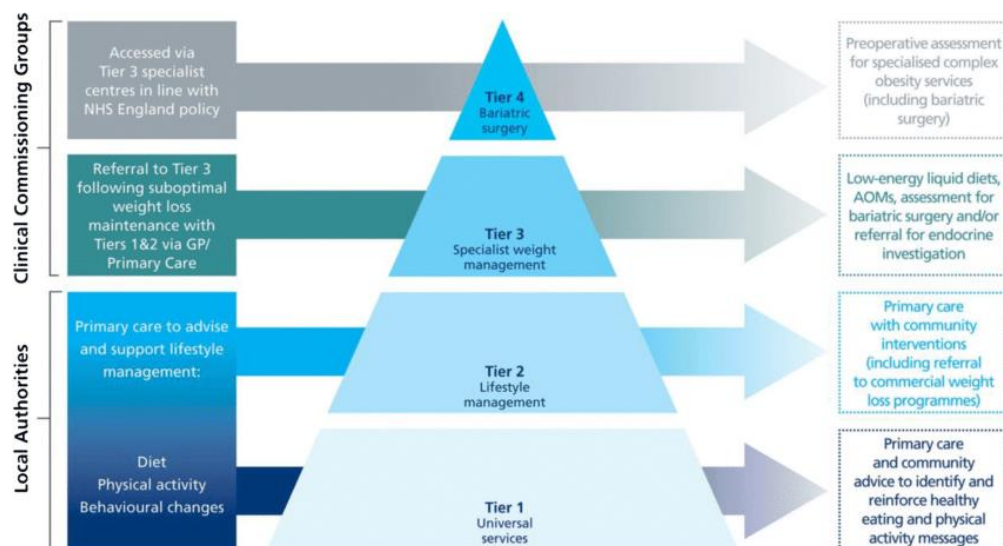 Clinical Commissioning Groups
Accessed via
Tier 3 specialist
centres in line with
NHS England policy
Tier 4
Bariatric
surgery
Preoperative assessment
for specialised complex
obesity services
(including bariatric
surgery)
Referral to Tier 3
following suboptimal
weight loss
maintenance with
Tiers 1&2 via GP/
Primary Care
Tier 3
Specialist weight
management
Low-energy liquid diets,
AOMs, assessment for
bariatric surgery and/or
referral for endocrine
investigation
Local Authorities
Primary care to advise
and support lifestyle
management:
Tier 2
Lifestyle
management
Primary care
with community
interventions
(including referral
to commercial weight
loss programmes)
Diet
Physical activity
Behavioural changes
Tier 1
Universal
services
Primary care
and community
advice to identify and
reinforce healthy
eating and physical
activity messages